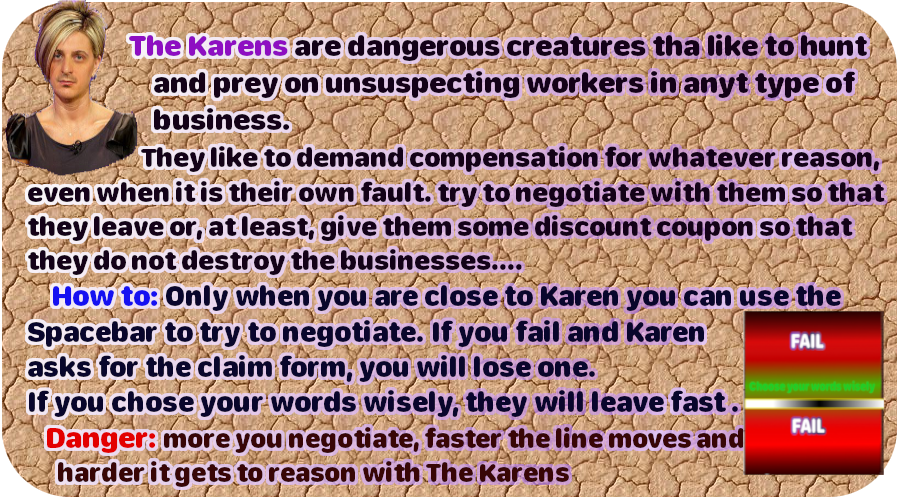 The Karens are dangerous creatures tha like to hunt
and prey on unsuspecting workers in anyt type of
business.
They like to demand compensation for whatever reason,
even when it is their own fault. try to negotiate with them so that
they leave or, at least, give them some discount coupon so that
they do not destroy the businesses....
How to: Only when you are close to Karen you can use the
Spacebar to try to negotiate. If you fail and Karen
asks for the claim form, you will lose one.
If you chose your words wisely, they will leave fast .
Danger: more you negotiate, faster the line moves and
harder it gets to reason with The Karens
FAIL
Choose your words wisely
FAIL